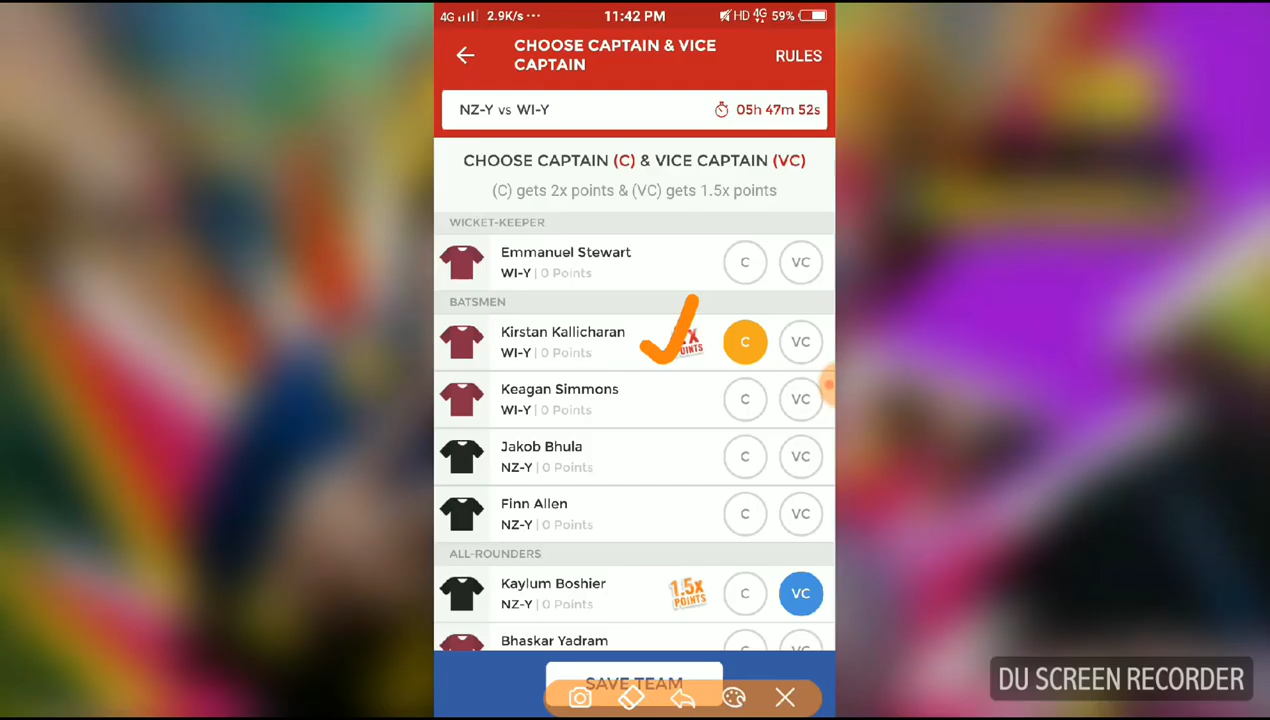 4G 2.9K/s ··· 11:42 PM HD 4G 59%
CHOOSE CAPTAIN & VICE CAPTAIN RULES
NZ-Y vs WI-Y 05h 47m 52s
CHOOSE CAPTAIN (C) & VICE CAPTAIN (VC)
(C) gets 2x points & (VC) gets 1.5x points
WICKET-KEEPER
Emmanuel Stewart C VC
WI-Y | 0 Points
BATSMEN
Kirstan Kallicharan C VC
WI-Y | 0 Points
Keagan Simmons C VC
WI-Y | 0 Points
Jakob Bhula C VC
NZ-Y | 0 Points
Finn Allen C VC
NZ-Y | 0 Points
ALL-ROUNDERS
Kaylum Boshier 1.5x POINTS C VC
NZ-Y | 0 Points
Bhaskar Yadram
SAVE TEAM
DU SCREEN RECORDER